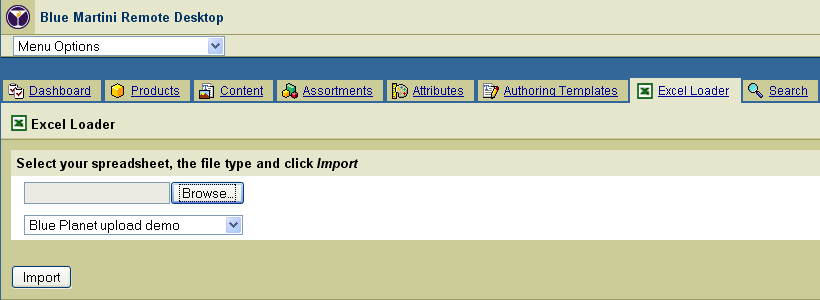 Blue Martini Remote Desktop
Menu Options
Dashboard Products Content Assortments Attributes Authoring Templates Excel Loader Search
Excel Loader
Select your spreadsheet, the file type and click Import
Browse...
Blue Planet upload demo
Import